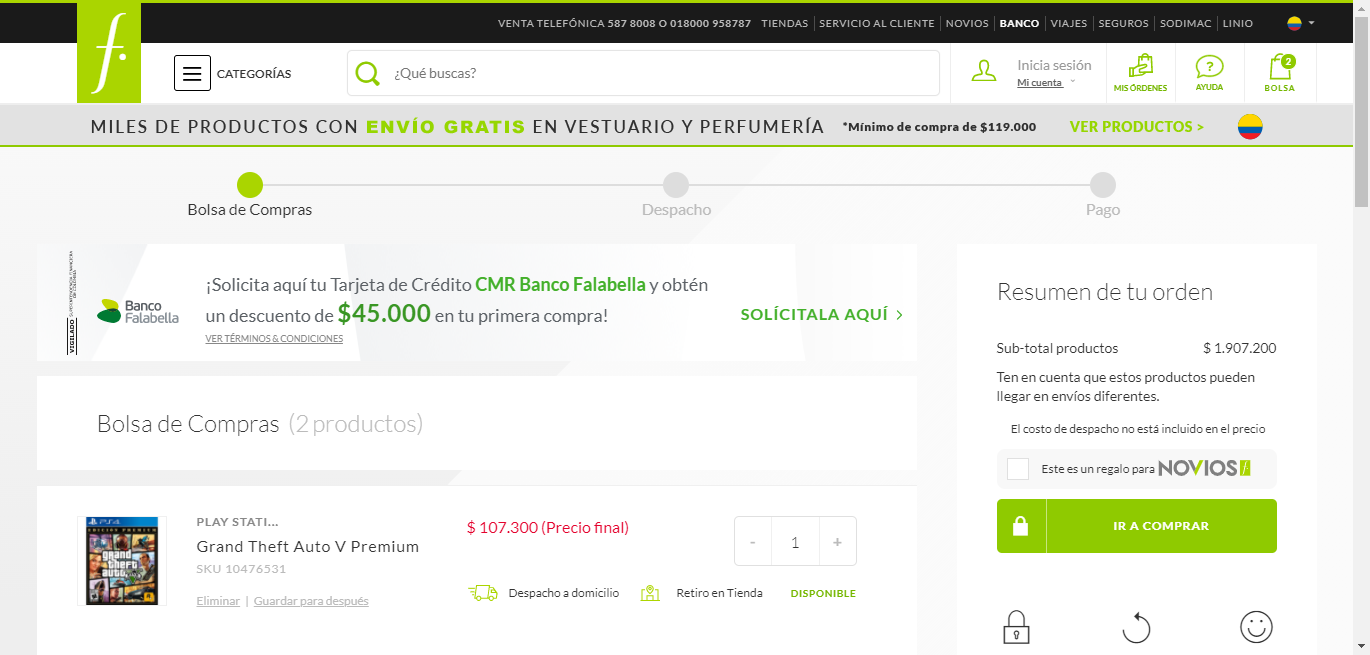 VENTA TELEFÓNICA 587 8008 O 018000 958787 TIENDAS SERVICIO AL CLIENTE NOVIOS BANCO VIAJES SEGUROS SODIMAC LINIO
f.
CATEGORÍAS
¿Qué buscas?
Inicia sesión
Mi cuenta
MIS ÓRDENES
AYUDA
2
BOLSA
MILES DE PRODUCTOS CON ENVÍO GRATIS EN VESTUARIO Y PERFUMERÍA *Mínimo de compra de $119.000 VER PRODUCTOS >
Bolsa de Compras
Despacho
Pago
VIGILADO
Banco
Falabella
¡Solicita aquí tu Tarjeta de Crédito CMR Banco Falabella y obtén
un descuento de $45.000 en tu primera compra!
VER TÉRMINOS & CONDICIONES
SOLÍCITALA AQUÍ >
Bolsa de Compras (2 productos)
PS4
grand
theft
auto
PLAY STATI...
Grand Theft Auto V Premium
SKU 10476531
Eliminar | Guardar para después
$ 107.300 (Precio final)
- 1 +
Despacho a domicilio
Retiro en Tienda
DISPONIBLE
Resumen de tu orden
Sub-total productos $ 1.907.200
Ten en cuenta que estos productos pueden
llegar en envíos diferentes.
El costo de despacho no está incluido en el precio
Este es un regalo para NOVIOS f
IR A COMPRAR